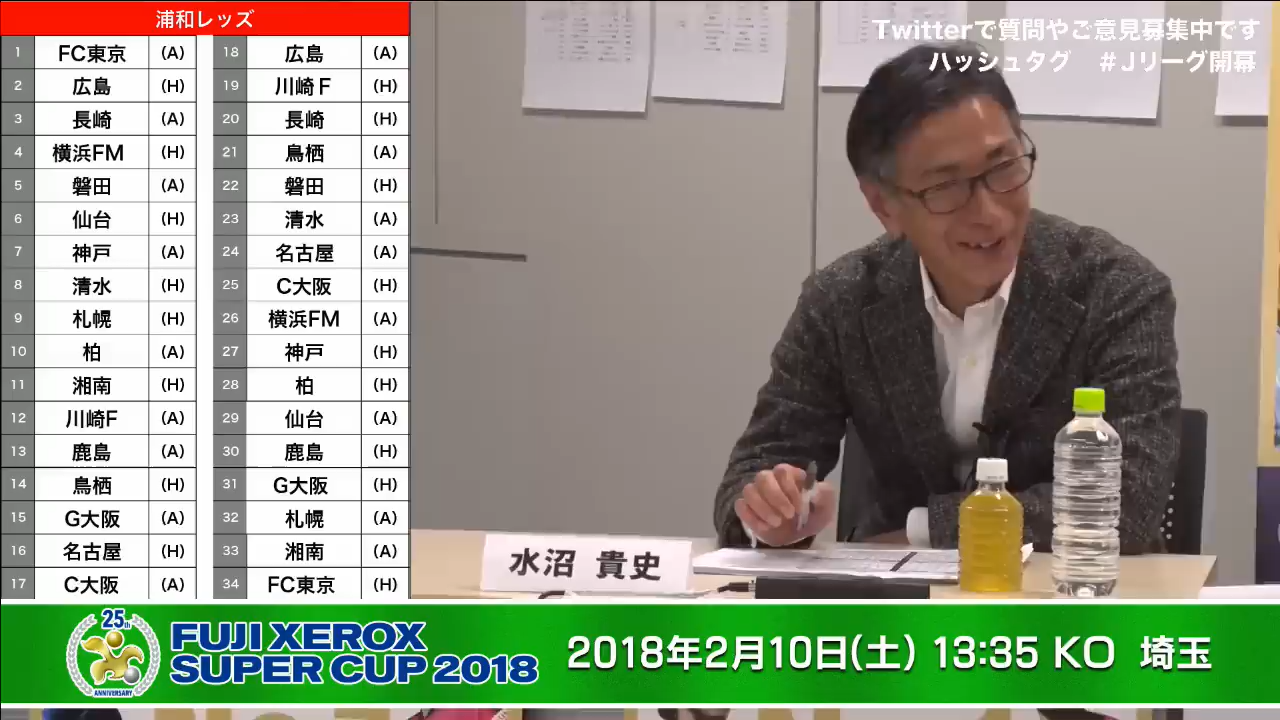 浦和レッズ
1 FC東京 (A) 18 広島 (A)
2 広島 (H) 19 川崎F (H)
3 長崎 (A) 20 長崎 (H)
4 横浜FM (H) 21 鳥栖 (A)
5 磐田 (A) 22 磐田 (H)
6 仙台 (H) 23 清水 (A)
7 神戸 (A) 24 名古屋 (A)
8 清水 (H) 25 C大阪 (H)
9 札幌 (H) 26 横浜FM (A)
10 柏 (A) 27 神戸 (H)
11 湘南 (H) 28 柏 (H)
12 川崎F (A) 29 仙台 (A)
13 鹿島 (A) 30 鹿島 (H)
14 鳥栖 (H) 31 G大阪 (H)
15 G大阪 (A) 32 札幌 (A)
16 名古屋 (H) 33 湘南 (A)
17 C大阪 (A) 34 FC東京 (H)
Twitterで質問やご意見募集中です
ハッシュタグ #Jリーグ開幕
水沼 貴史
25th
ANNIVERSARY
FUJI XEROX
SUPER CUP 2018
2018年2月10日(土) 13:35 KO 埼玉